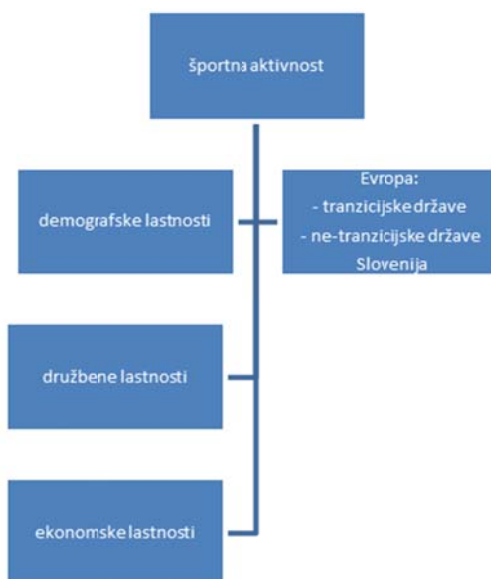 športna aktivnost
demografske lastnosti
Evropa:
- tranzicijske države
- ne-tranzicijske države
Slovenija
družbene lastnosti
ekonomske lastnosti